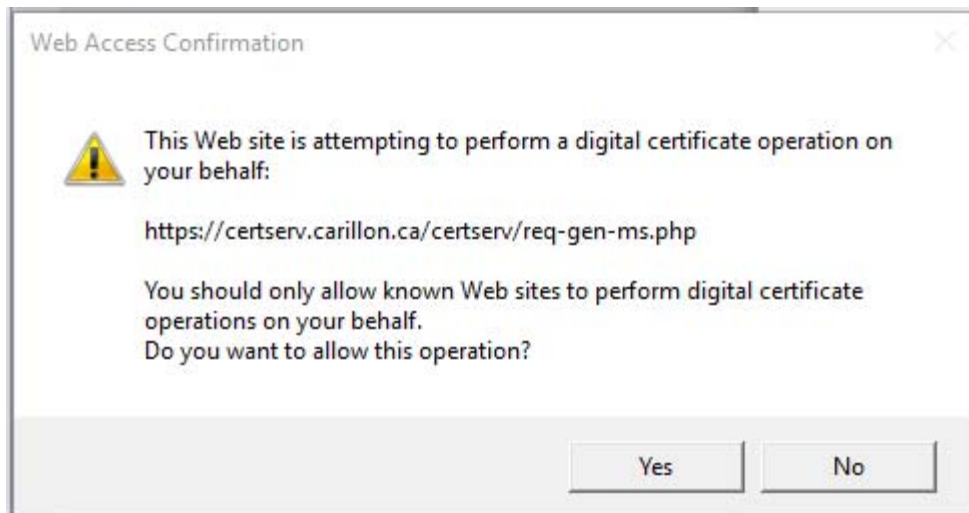 Web Access Confirmation
This Web site is attempting to perform a digital certificate operation on
your behalf:
https://certserv.carillon.ca/certserv/req-gen-ms.php
You should only allow known Web sites to perform digital certificate
operations on your behalf.
Do you want to allow this operation?
Yes No